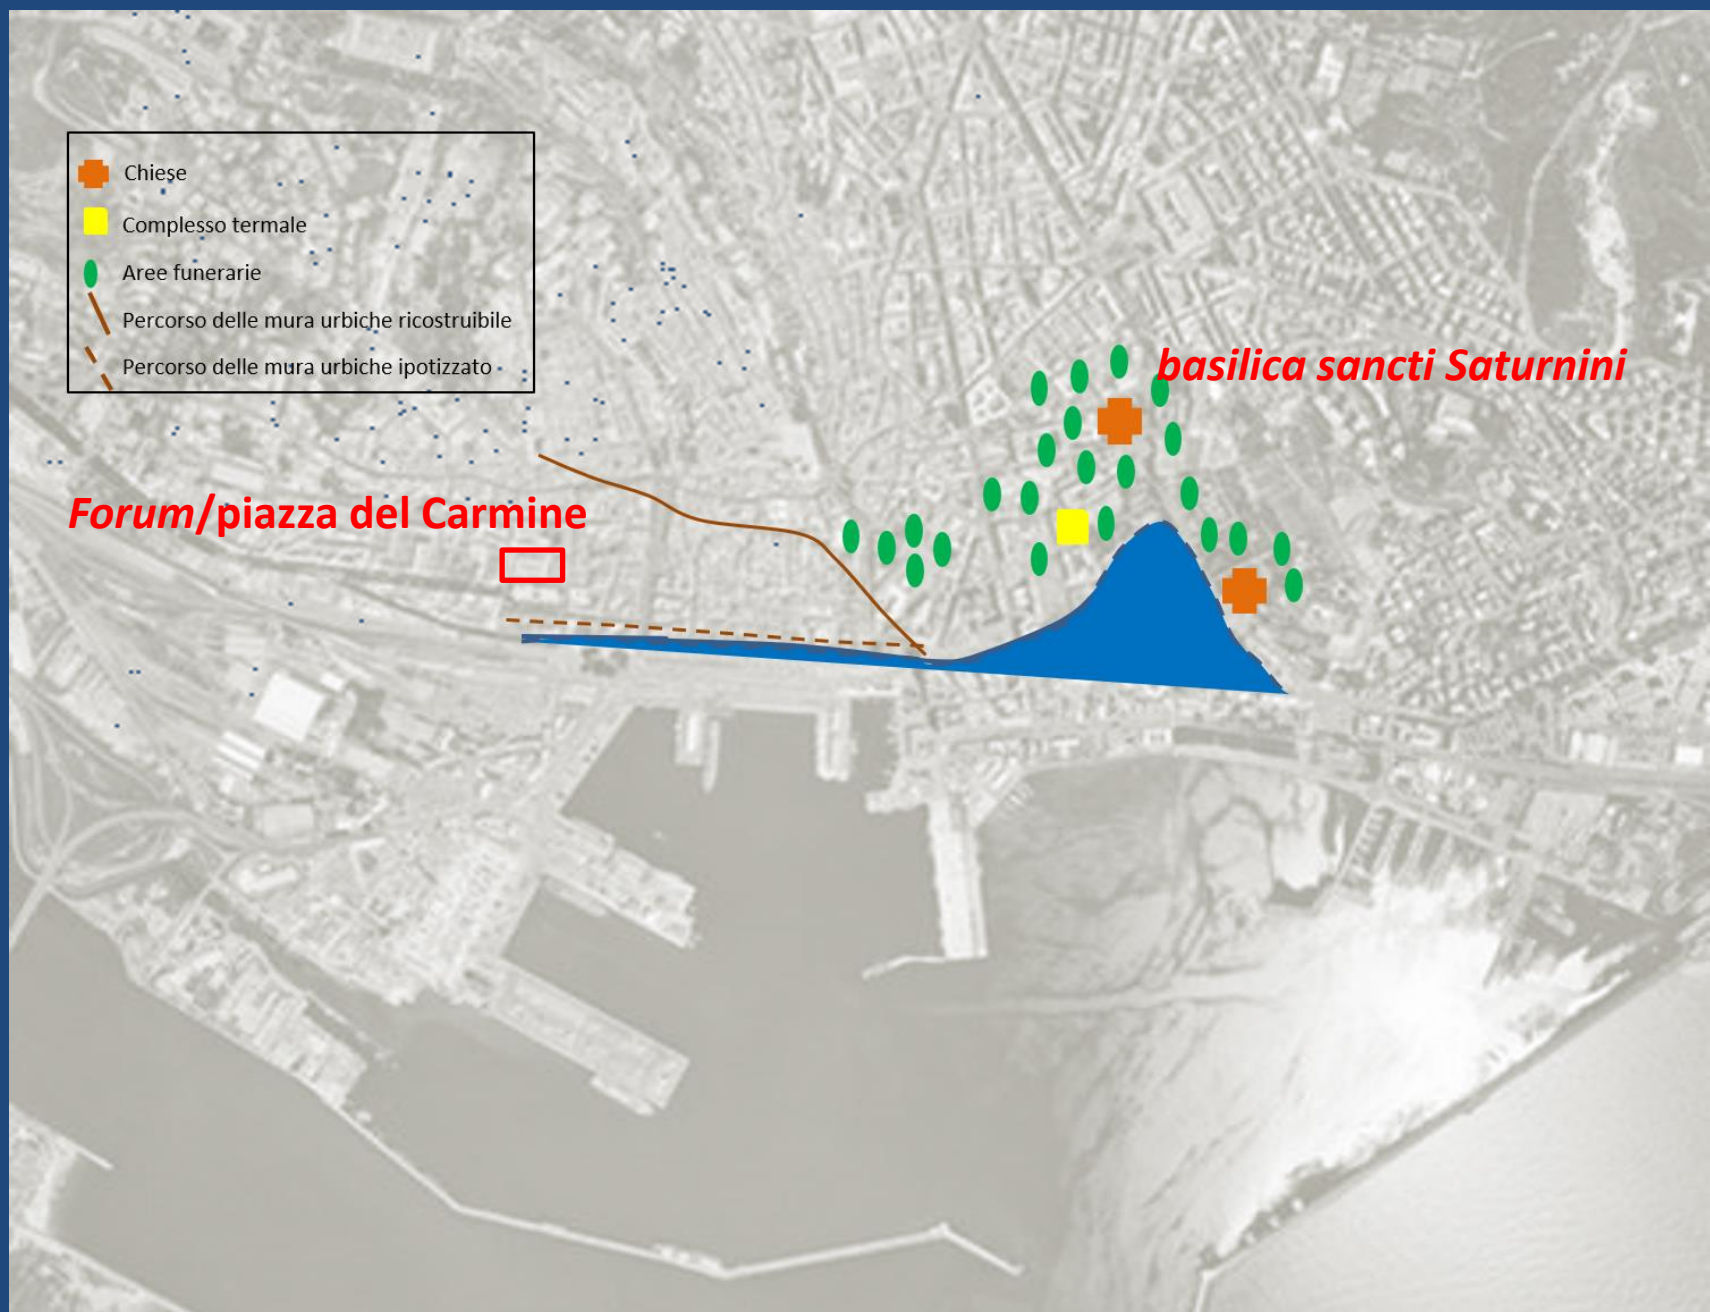 Chiese
Complesso termale
Aree funerarie
Percorso delle mura urbiche ricostruibile
Percorso delle mura urbiche ipotizzato
basilica sancti Saturnini
Forum/piazza del Carmine